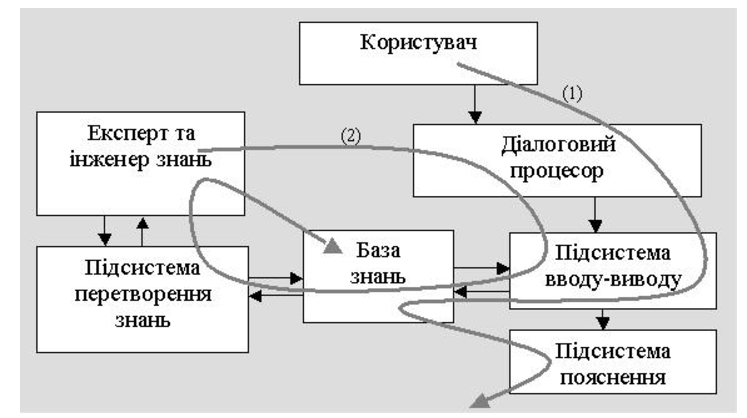 Користувач
(1)
Експерт та
інженер знань
(2)
Діалоговий
процесор
База
знань
Підсистема
вводу-виводу
Підсистема
перетворення
знань
Підсистема
пояснення